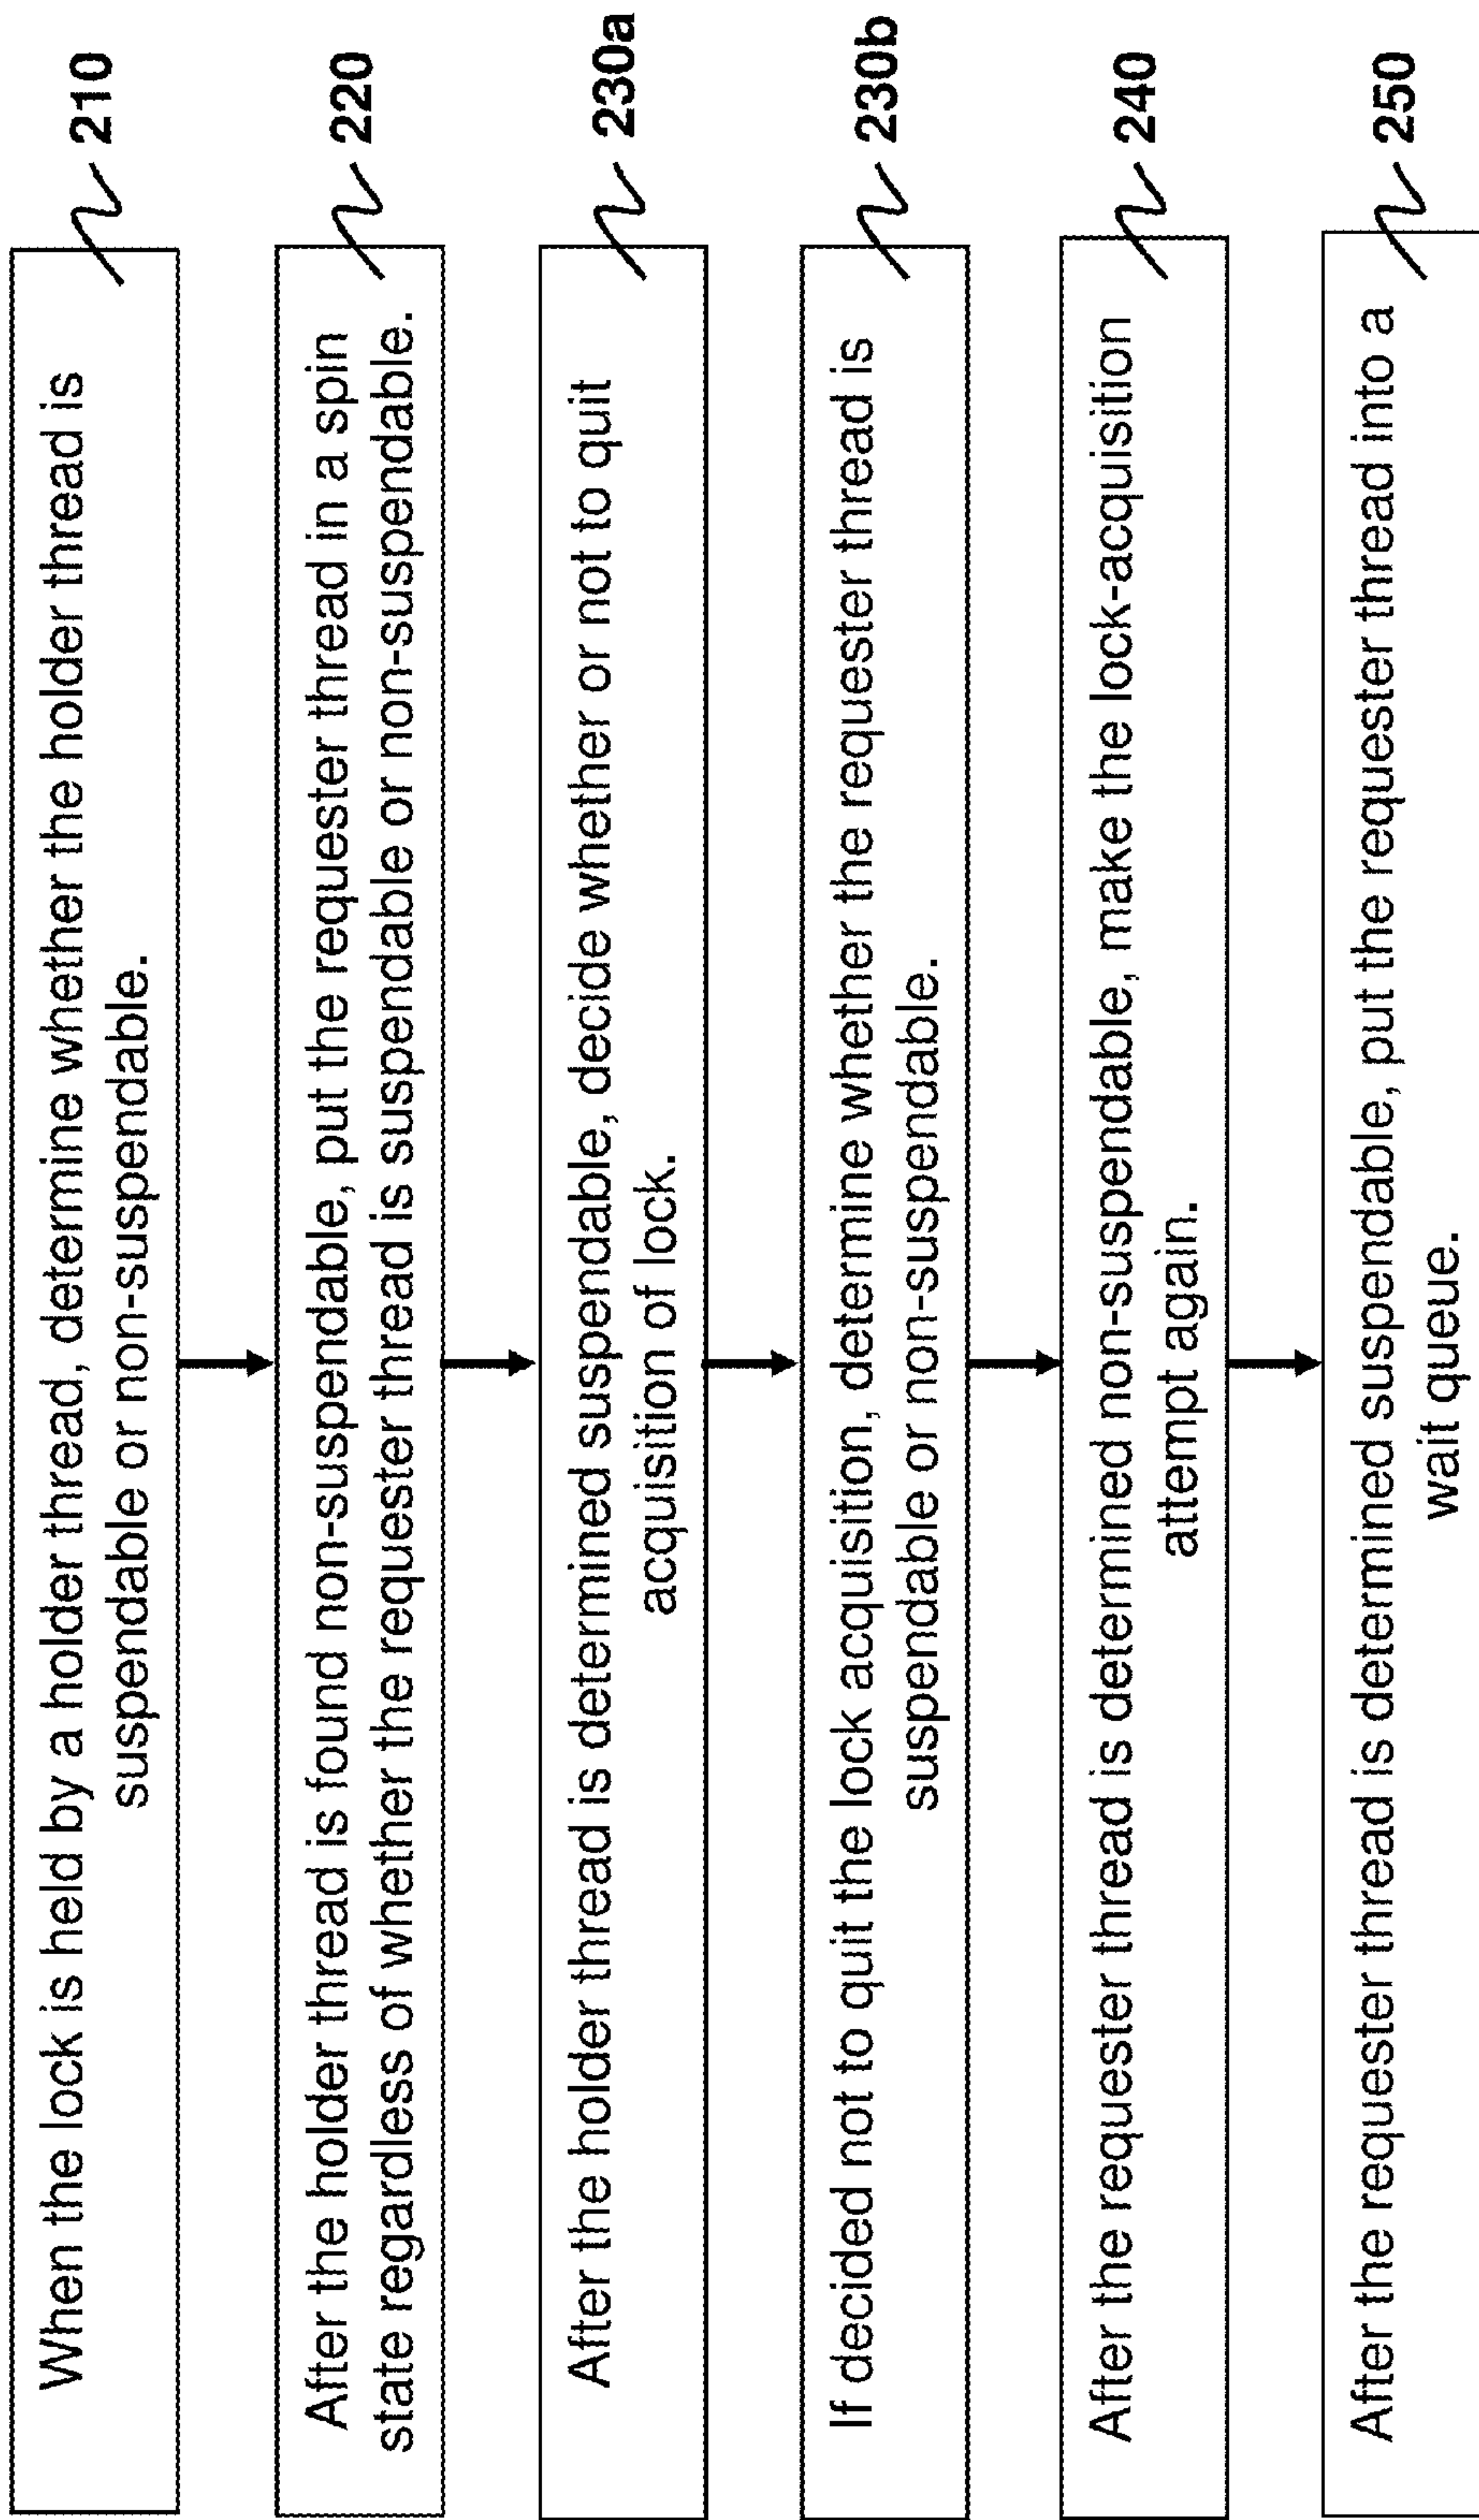 When the lock is held by a holder thread, determine whether the holder thread is
suspendable or non-suspendable.
210
After the holder thread is found non-suspendable, put the requester thread in a spin
state regardless of whether the requester thread is suspendable or non-suspendable.
220
After the holder thread is determined suspendable, decide whether or not to quit
acquisition of lock.
230a
If decided not to quit the lock acquisition, determine whether the requester thread is
suspendable or non-suspendable.
230b
After the requester thread is determined non-suspendable, make the lock-acquisition
attempt again.
240
After the requester thread is determined suspendable, put the requester thread into a
wait queue.
250